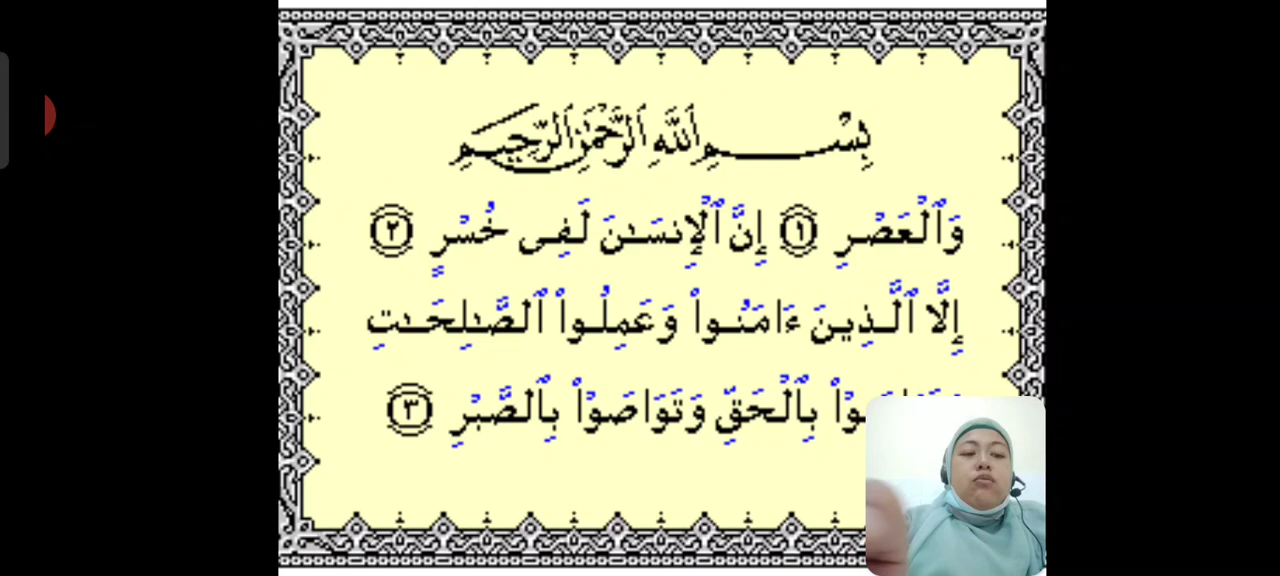 بِسْمِ ٱللَّهِ ٱلرَّحْمَٰنِ ٱلرَّحِيمِ
وَٱلْعَصْرِ ١ إِنَّ ٱلْإِنسَـٰنَ لَفِى خُسْرٍ ٢
إِلَّا ٱلَّذِينَ ءَامَنُوا۟ وَعَمِلُوا۟ ٱلصَّـٰلِحَـٰتِ
بِٱلْحَقِّ وَتَوَاصَوْا۟ بِٱلصَّبْرِ ٣